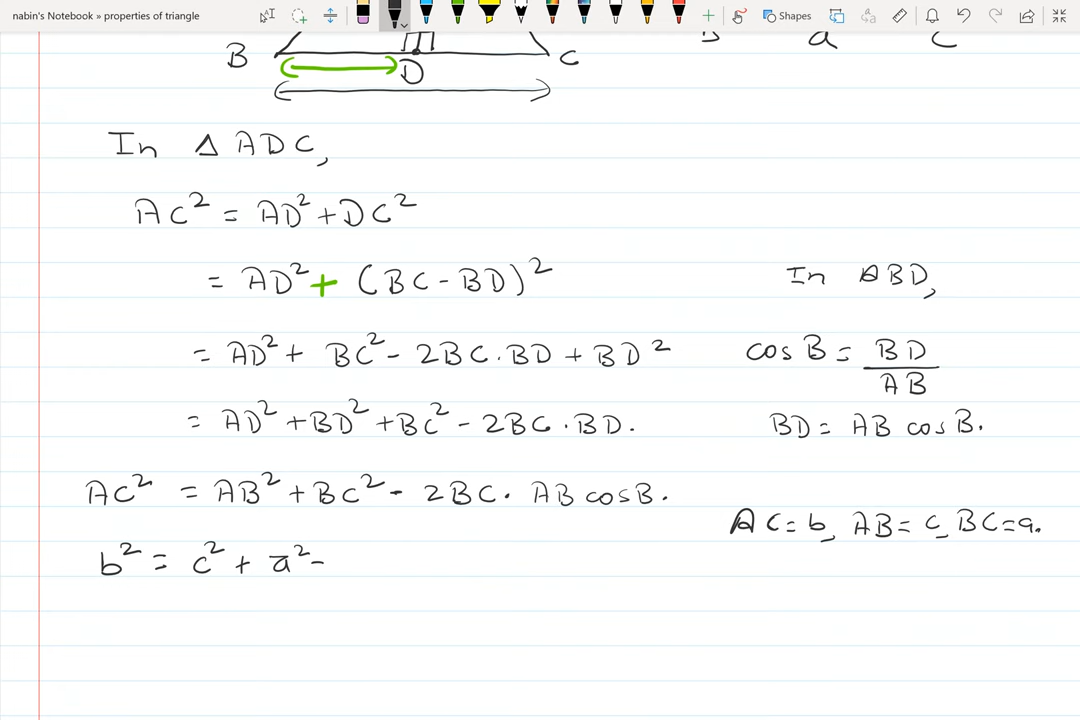 nabin's Notebook » properties of triangle
Shapes
B a C
B D C
In Δ ADC,
AC² = AD² + DC²
= AD² + (BC - BD)²
= AD² + BC² - 2BC . BD + BD²
= AD² + BD² + BC² - 2BC . BD.
AC² = AB² + BC² - 2BC . AB cos B.
b² = c² + a² -
In ΔABD,
cos B = BD / AB
BD = AB cos B.
AC = b, AB = c, BC = a.